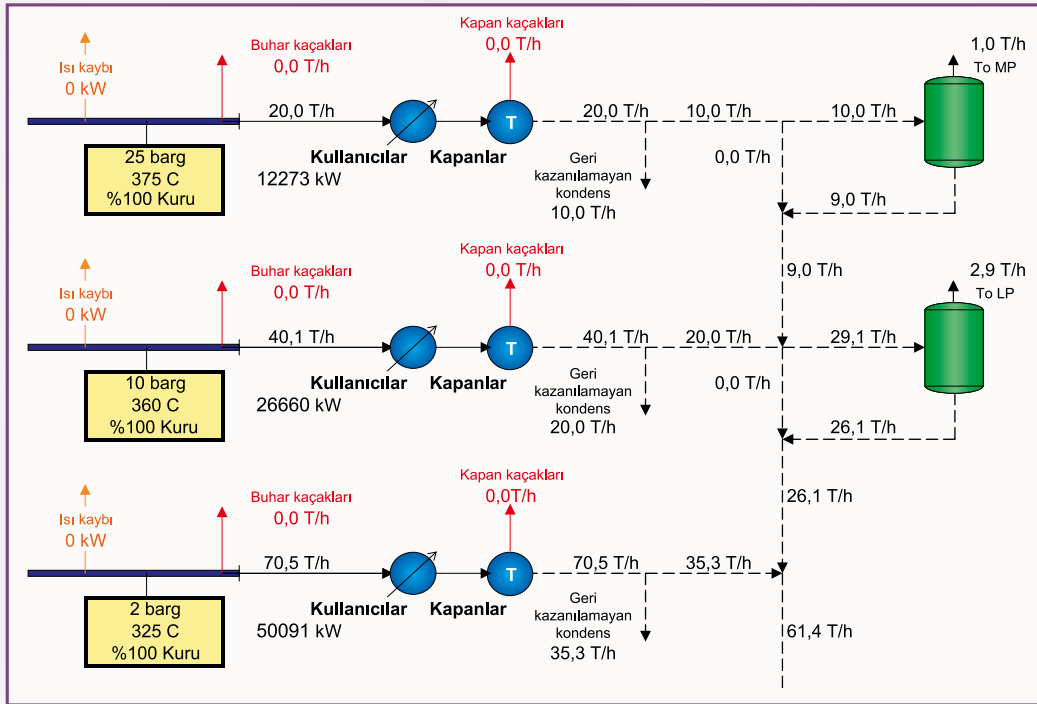 Isı kaybı
0 kW
Buhar kaçakları
0,0 T/h
Kapan kaçakları
0,0 T/h
1,0 T/h
To MP
20,0 T/h
T
20,0 T/h
10,0 T/h
10,0 T/h
25 barg
375 C
%100 Kuru
Kullanıcılar
12273 kW
Kapanlar
Geri
kazanılamayan
kondens
10,0 T/h
0,0 T/h
9,0 T/h
9,0 T/h
Isı kaybı
0 kW
Buhar kaçakları
0,0 T/h
Kapan kaçakları
0,0 T/h
2,9 T/h
To LP
40,1 T/h
T
40,1 T/h
20,0 T/h
29,1 T/h
10 barg
360 C
%100 Kuru
Kullanıcılar
26660 kW
Kapanlar
Geri
kazanılamayan
kondens
20,0 T/h
0,0 T/h
26,1 T/h
26,1 T/h
Isı kaybı
0 kW
Buhar kaçakları
0,0 T/h
Kapan kaçakları
0,0T/h
70,5 T/h
T
70,5 T/h
35,3 T/h
2 barg
325 C
%100 Kuru
Kullanıcılar
50091 kW
Kapanlar
Geri
kazanılamayan
kondens
35,3 T/h
61,4 T/h